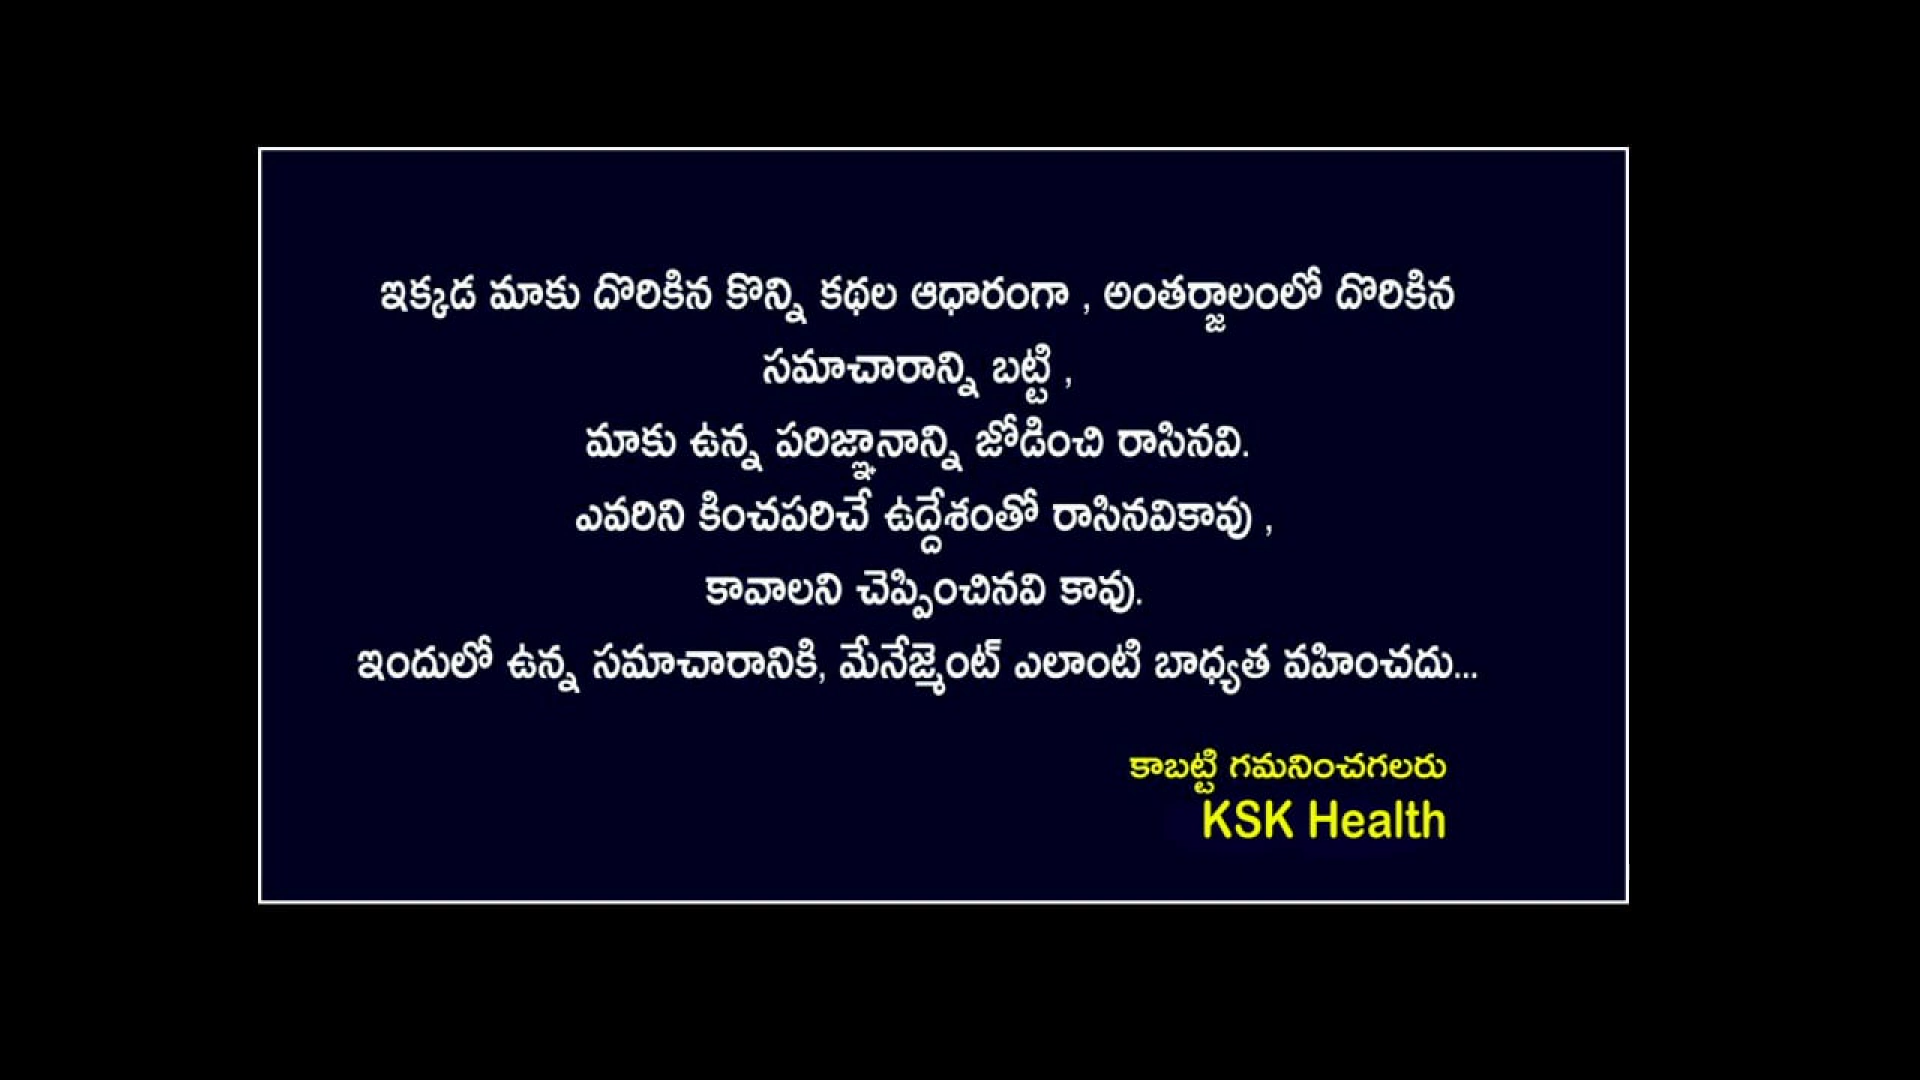 ఇక్కడ మాకు దొరికిన కొన్ని కథల ఆధారంగా , అంతర్జాలంలో దొరికిన
సమాచారాన్ని బట్టి ,
మాకు ఉన్న పరిజ్ఞానాన్ని జోడించి రాసినవి.
ఎవరిని కించపరిచే ఉద్దేశంతో రాసినవికావు ,
కావాలని చెప్పించినవి కావు.
ఇందులో ఉన్న సమాచారానికి, మేనేజ్మెంట్ ఎలాంటి బాధ్యత వహించదు...
కాబట్టి గమనించగలరు
KSK Health